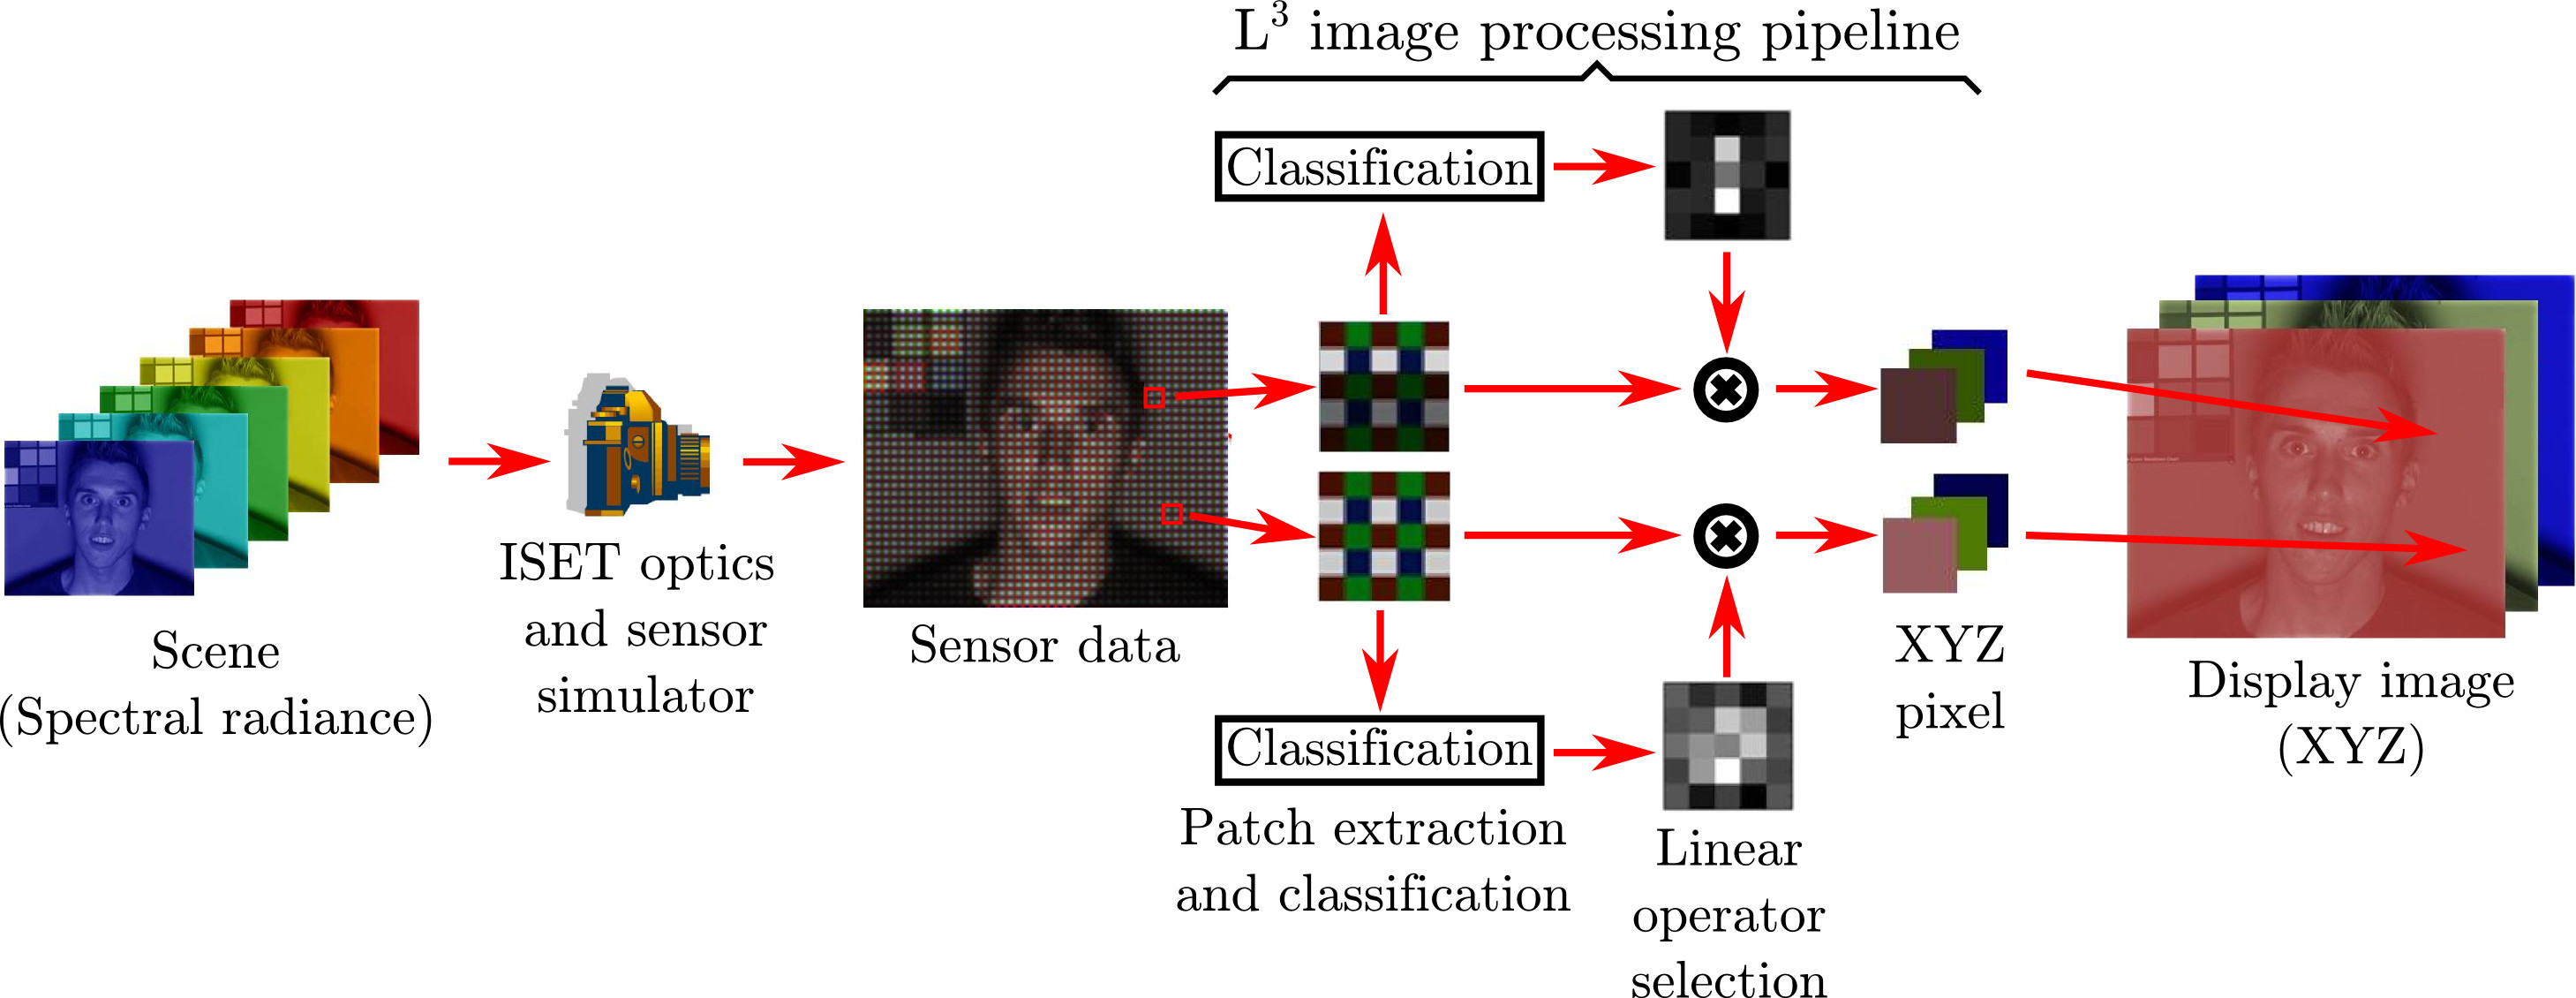 L³ image processing pipeline
Classification
Scene
(Spectral radiance)
ISET optics
and sensor
simulator
Sensor data
Classification
Patch extraction
and classification
Linear
operator
selection
XYZ
pixel
Display image
(XYZ)